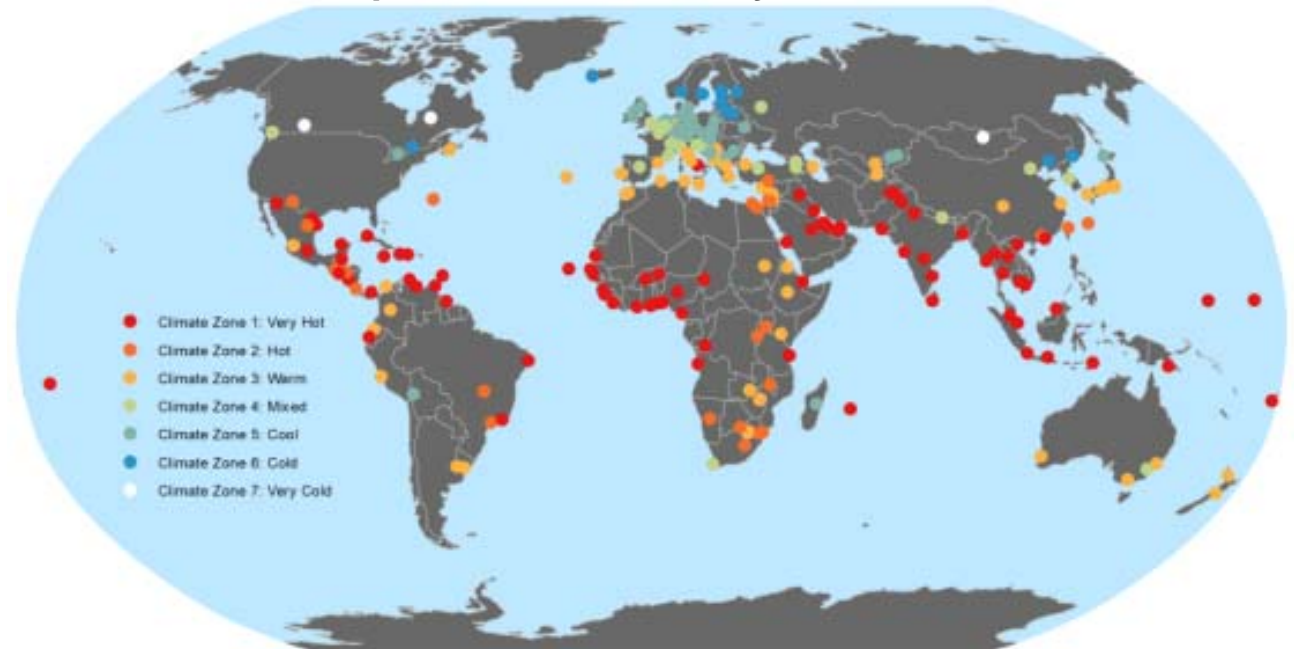 Climate Zone 1: Very Hot
Climate Zone 2: Hot
Climate Zone 3: Warm
Climate Zone 4: Mixed
Climate Zone 5: Cool
Climate Zone 6: Cold
Climate Zone 7: Very Cold